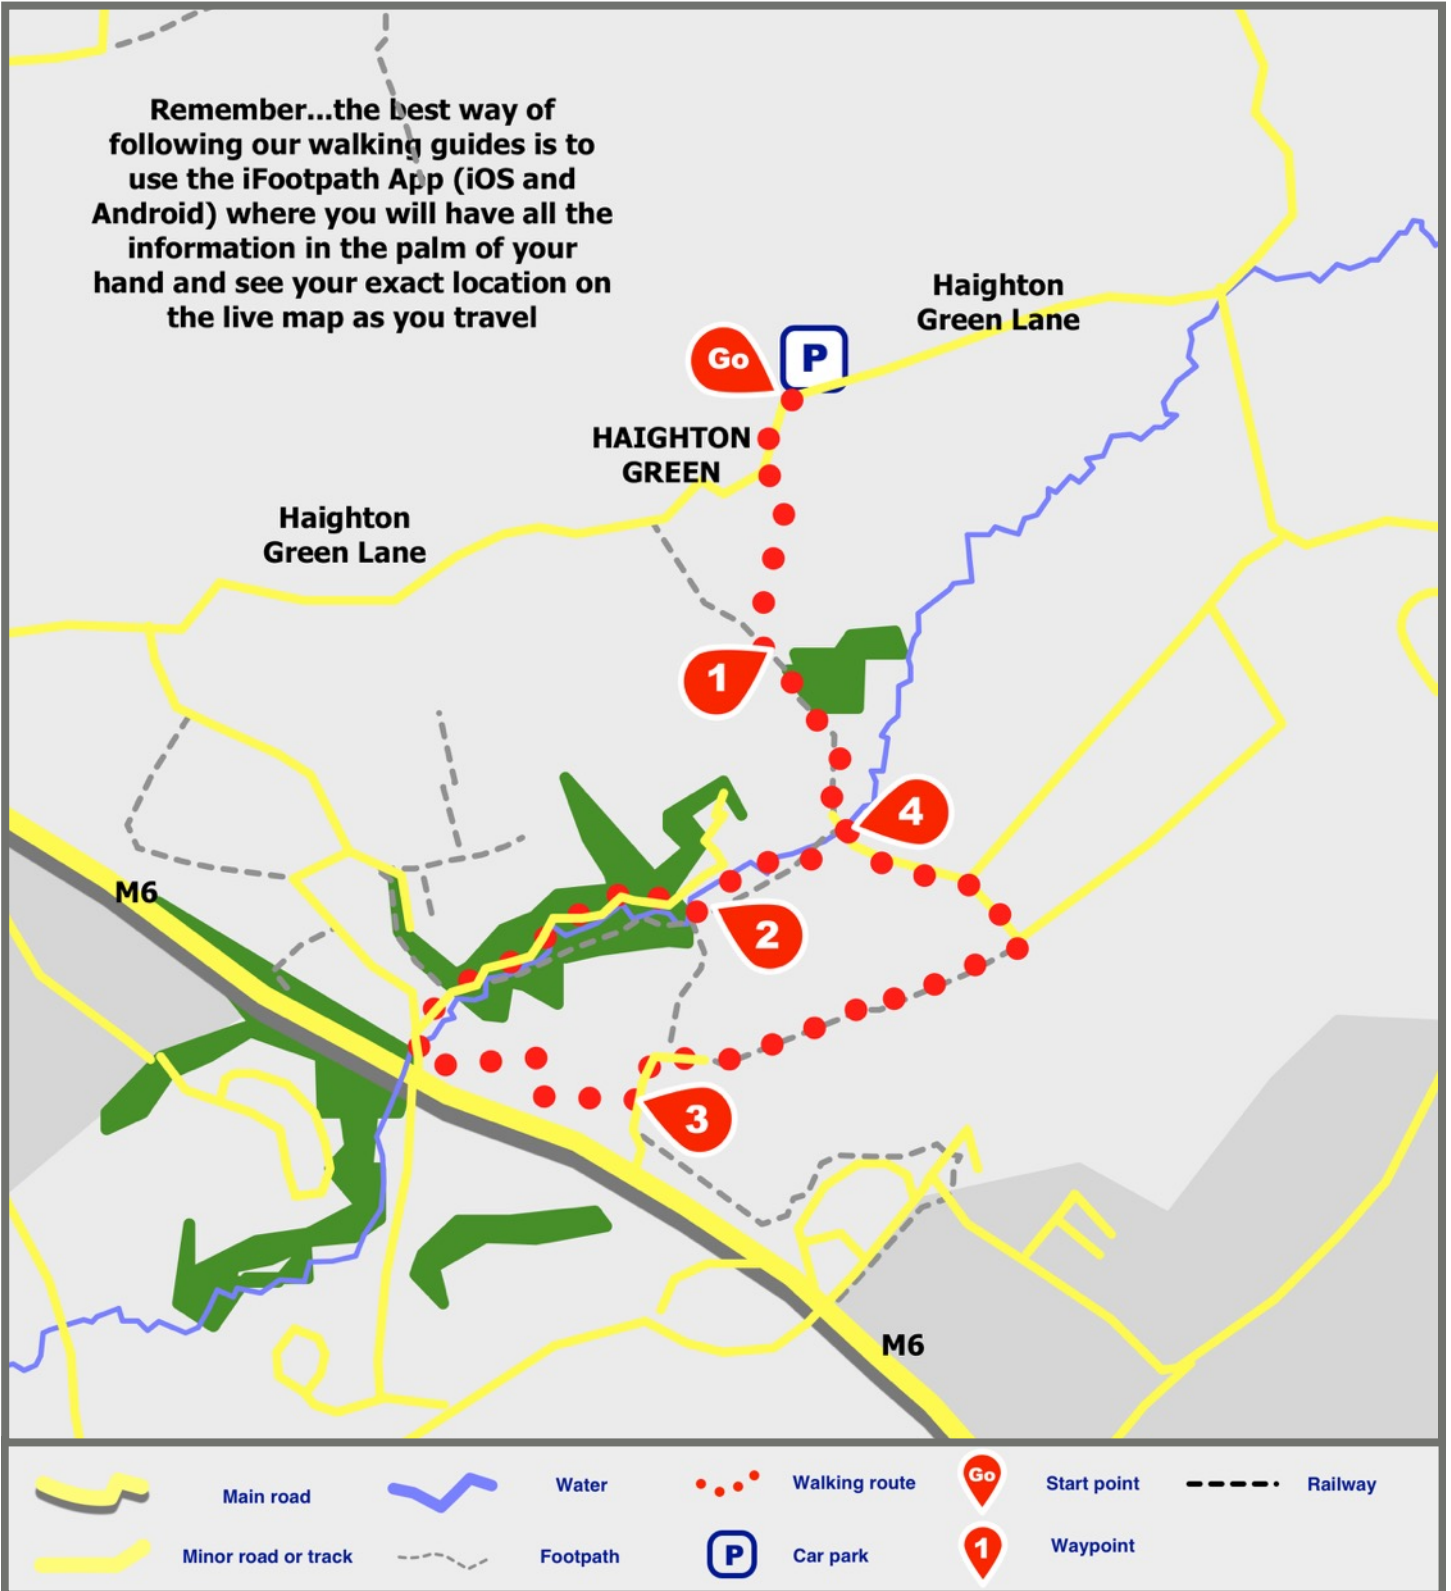 Remember...the best way of
following our walking guides is to
use the iFootpath App (iOS and
Android) where you will have all the
information in the palm of your
hand and see your exact location on
the live map as you travel
Haighton
Green Lane
Go
P
HAIGHTON
GREEN
Haighton
Green Lane
1
4
M6
2
3
M6
Main road
Water
Walking route
Go
Start point
Railway
Minor road or track
Footpath
P
Car park
1
Waypoint